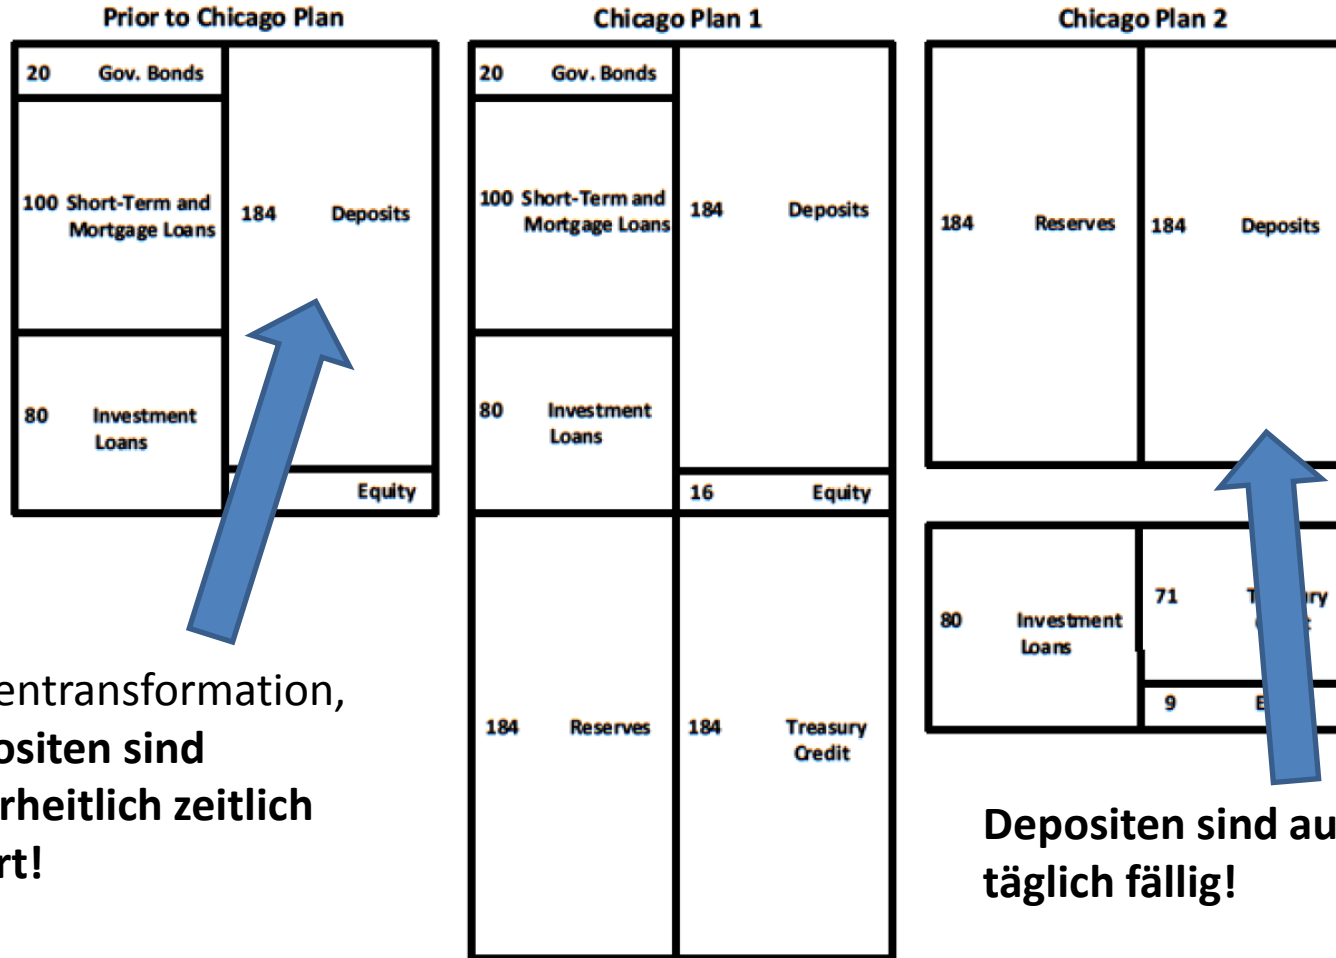 Prior to Chicago Plan
20 Gov. Bonds
100 Short-Term and
Mortgage Loans
184 Deposits
80 Investment
Loans
Equity
entransformation,
ositen sind
rheitlich zeitlich
rt!
Chicago Plan 1
20 Gov. Bonds
100 Short-Term and
Mortgage Loans
184 Deposits
80 Investment
Loans
16 Equity
184 Reserves
184 Treasury
Credit
Chicago Plan 2
184 Reserves
184 Deposits
80 Investment
Loans
71
9
Depositen sind au
täglich fällig!